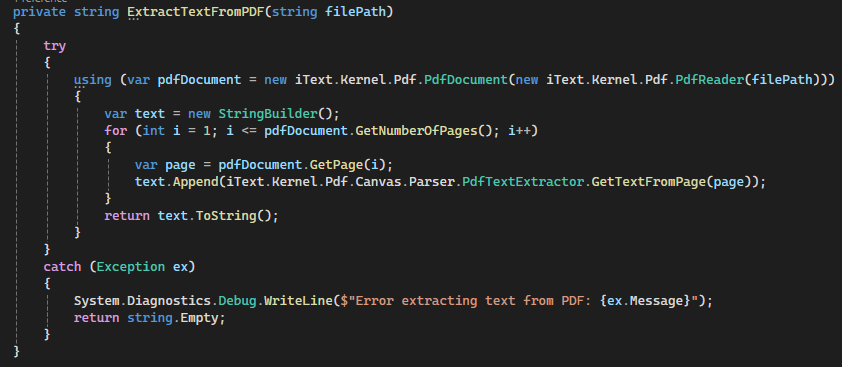 private string ExtractTextFromPDF(string filePath)
{
try
{
using (var pdfDocument = new iText.Kernel.Pdf.PdfDocument(new iText.Kernel.Pdf.PdfReader(filePath)))
{
var text = new StringBuilder();
for (int i = 1; i <= pdfDocument.GetNumberOfPages(); i++)
{
var page = pdfDocument.GetPage(i);
text.Append(iText.Kernel.Pdf.Canvas.Parser.PdfTextExtractor.GetTextFromPage(page));
}
return text.ToString();
}
}
catch (Exception ex)
{
System.Diagnostics.Debug.WriteLine($"Error extracting text from PDF: {ex.Message}");
return string.Empty;
}
}